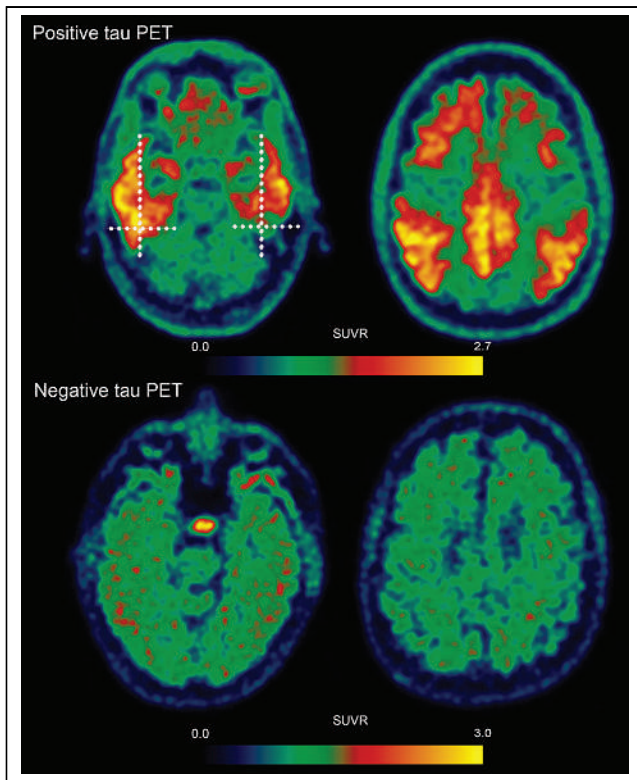 Positive tau PET
SUVR
0.0 2.7
Negative tau PET
SUVR
0.0 3.0